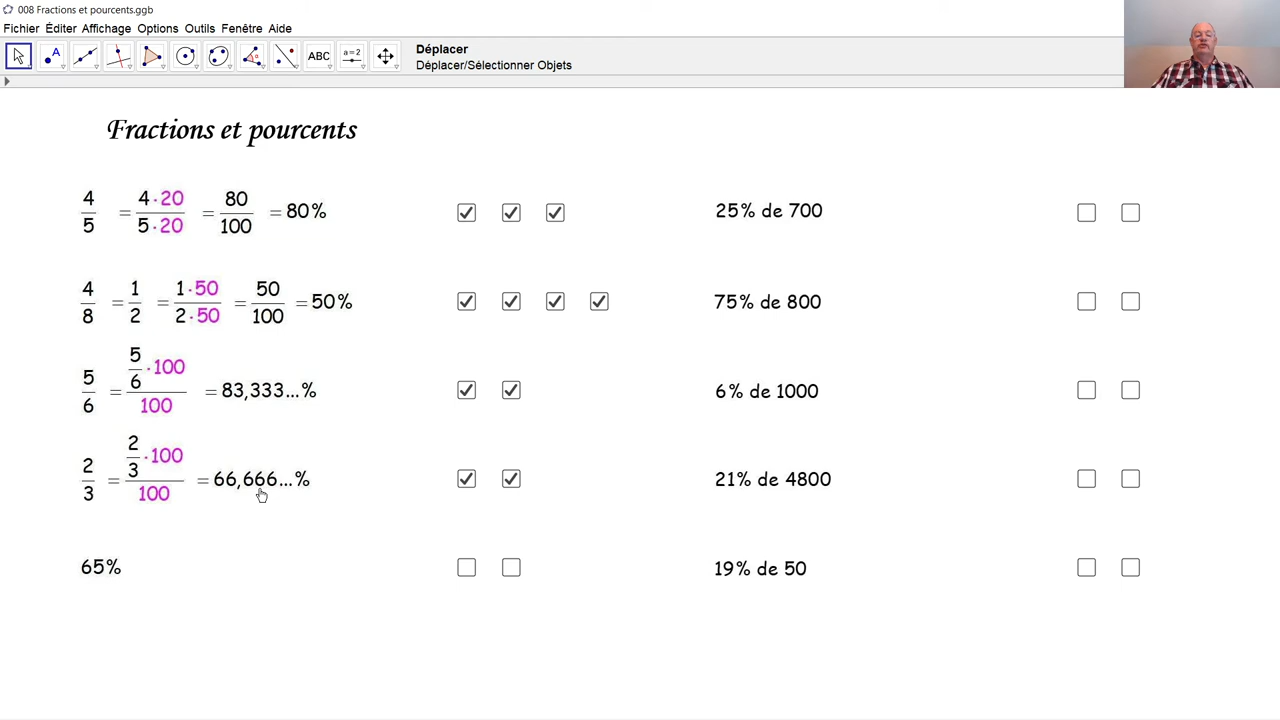 008 Fractions et pourcents.ggb
Fichier Éditer Affichage Options Outils Fenêtre Aide
A
ABC
a=2
Déplacer
Déplacer/Sélectionner Objets
Fractions et pourcents
4/5 = 4·20/5·20 = 80/100 = 80%
25% de 700
4/8 = 1/2 = 1·50/2·50 = 50/100 = 50%
75% de 800
5/6 = 5/6·100/100 = 83,333...%
6% de 1000
2/3 = 2/3·100/100 = 66,666...%
21% de 4800
65%
19% de 50